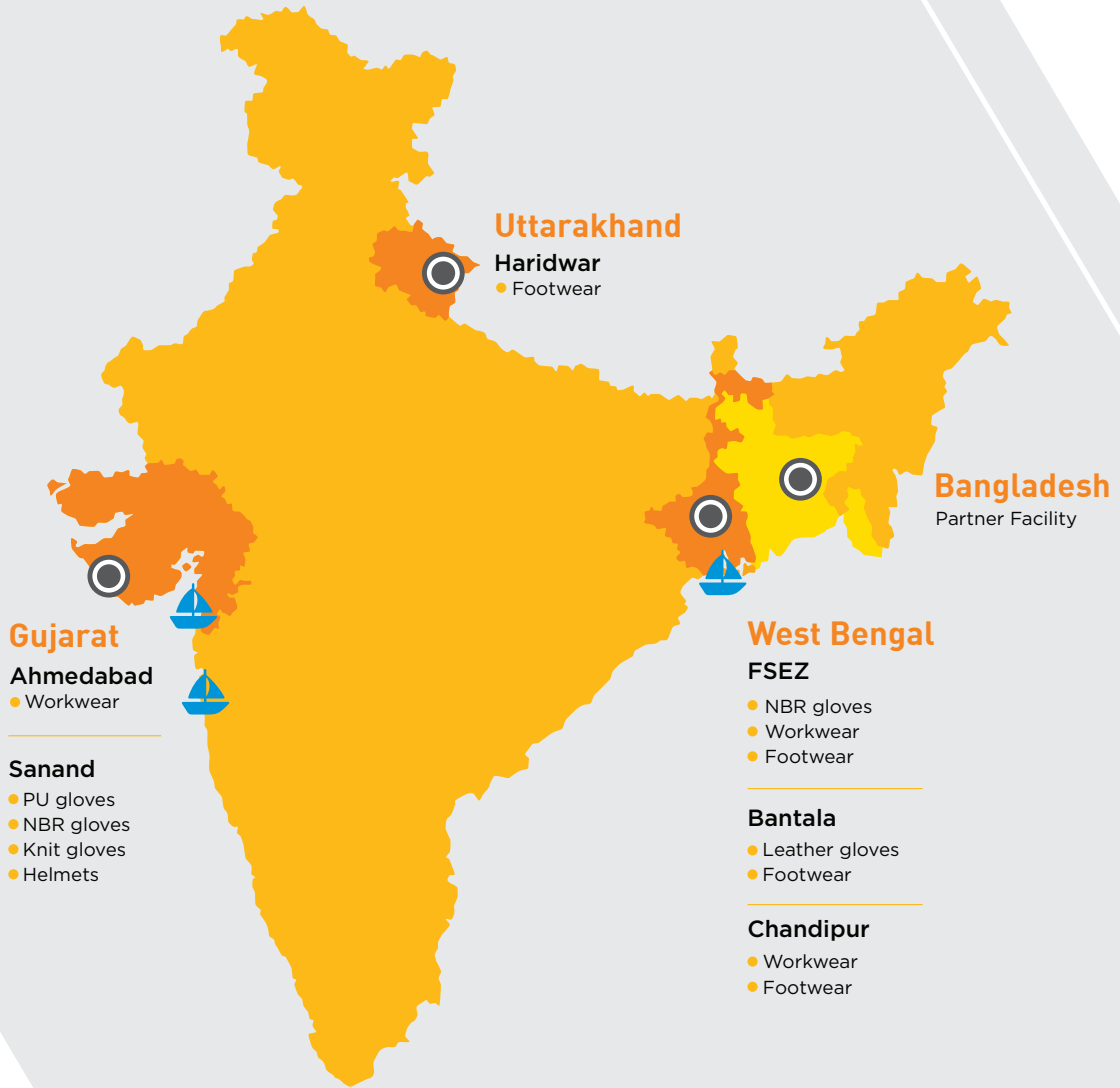 Uttarakhand
Haridwar
Footwear
Bangladesh
Partner Facility
Gujarat
Ahmedabad
Workwear
Sanand
PU gloves
NBR gloves
Knit gloves
Helmets
West Bengal
FSEZ
NBR gloves
Workwear
Footwear
Bantala
Leather gloves
Footwear
Chandipur
Workwear
Footwear